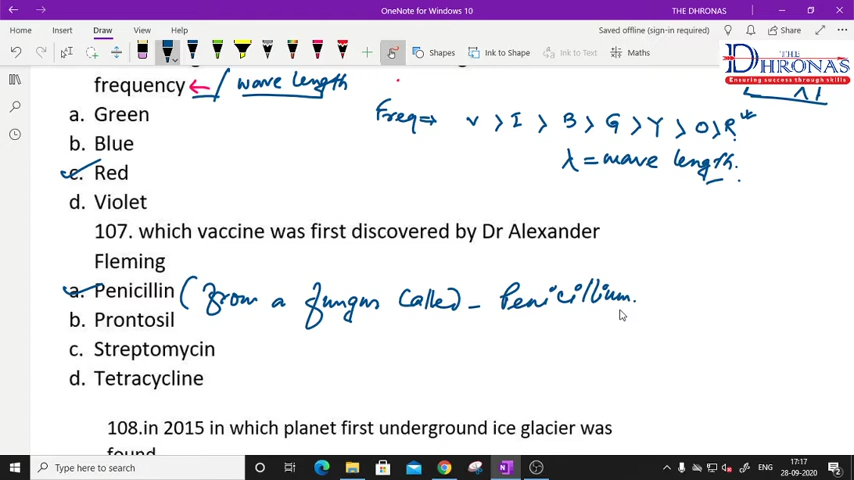 OneNote for Windows 10
THE DHRONAS
Home Insert Draw View Help
Saved offline (sign-in required)
Share
Shapes Ink to Shape Ink to Text Maths
THE
DHRONAS
Ensuring success through skills
frequency ← / wave length
a. Green
Freq⇒ v > I > B > G > Y > O > R*
b. Blue
λ = wave length.
c. Red
d. Violet
107. which vaccine was first discovered by Dr Alexander
Fleming
a. Penicillin (from a fungus called - Penicillium.
b. Prontosil
c. Streptomycin
d. Tetracycline
108.in 2015 in which planet first underground ice glacier was
found
Type here to search
ENG
17:17
28-09-2020
2